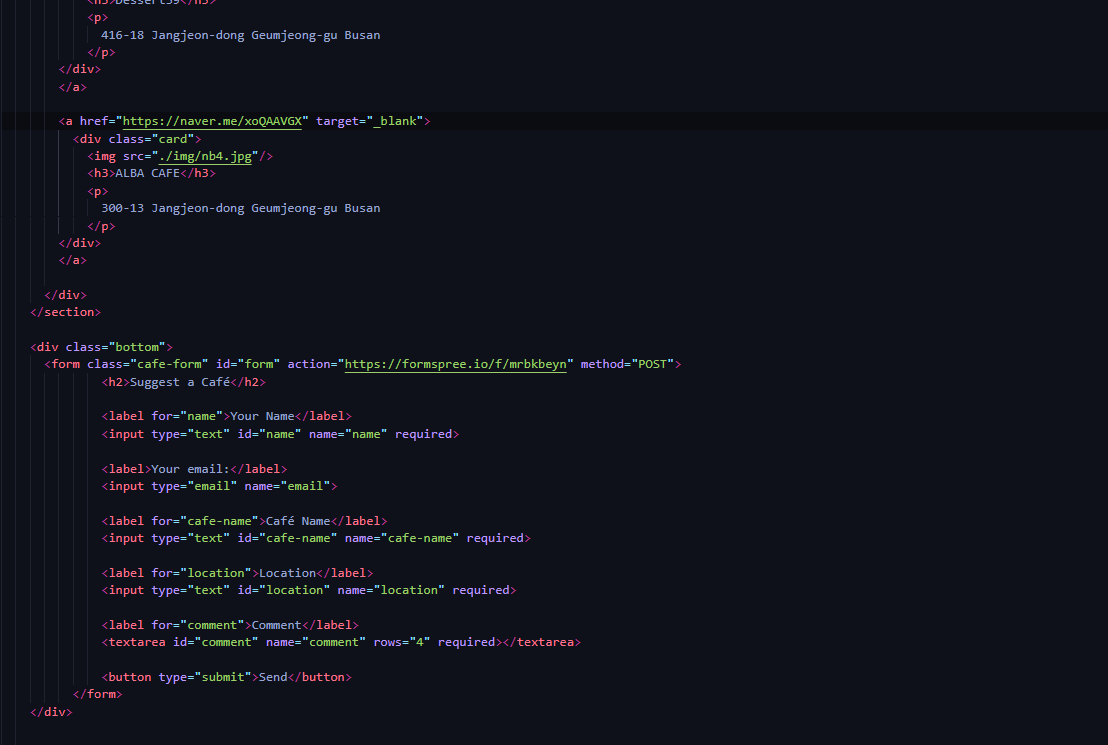 <h3>Dessert39</h3>
<p>
416-18 Jangjeon-dong Geumjeong-gu Busan
</p>
</div>
</a>
<a href="https://naver.me/xoQAAVGX" target="_blank">
<div class="card">
<img src="./img/nb4.jpg"/>
<h3>ALBA CAFE</h3>
<p>
300-13 Jangjeon-dong Geumjeong-gu Busan
</p>
</div>
</a>
</div>
</section>
<div class="bottom">
<form class="cafe-form" id="form" action="https://formspree.io/f/mrbkbeyn" method="POST">
<h2>Suggest a Café</h2>
<label for="name">Your Name</label>
<input type="text" id="name" name="name" required>
<label>Your email:</label>
<input type="email" name="email">
<label for="cafe-name">Café Name</label>
<input type="text" id="cafe-name" name="cafe-name" required>
<label for="location">Location</label>
<input type="text" id="location" name="location" required>
<label for="comment">Comment</label>
<textarea id="comment" name="comment" rows="4" required></textarea>
<button type="submit">Send</button>
</form>
</div>